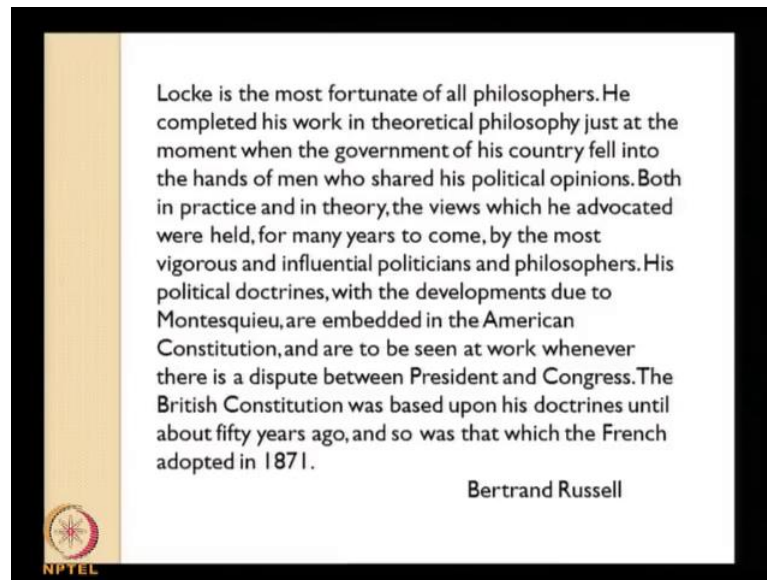 Locke is the most fortunate of all philosophers. He
completed his work in theoretical philosophy just at the
moment when the government of his country fell into
the hands of men who shared his political opinions. Both
in practice and in theory, the views which he advocated
were held, for many years to come, by the most
vigorous and influential politicians and philosophers. His
political doctrines, with the developments due to
Montesquieu, are embedded in the American
Constitution, and are to be seen at work whenever
there is a dispute between President and Congress. The
British Constitution was based upon his doctrines until
about fifty years ago, and so was that which the French
adopted in 1871.
Bertrand Russell
NPTEL